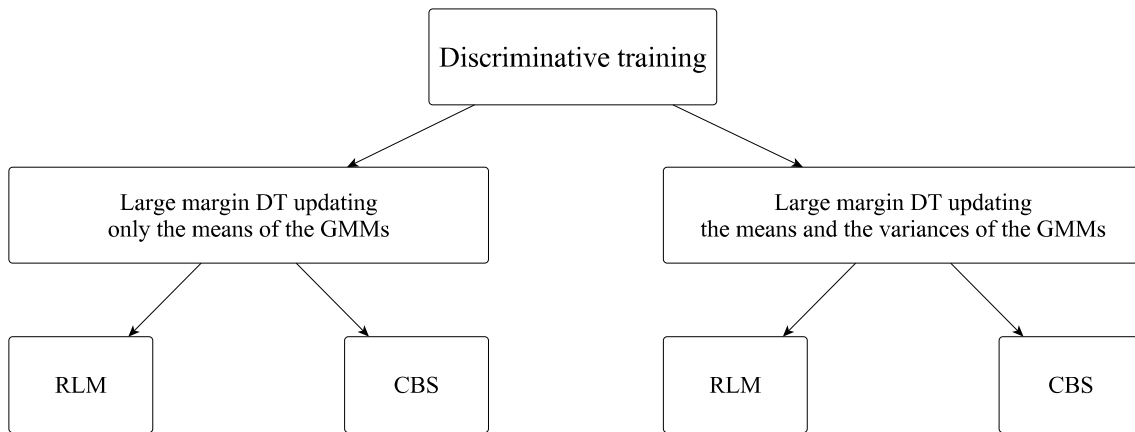 Discriminative training
Large margin DT updating
only the means of the GMMs
Large margin DT updating
the means and the variances of the GMMs
RLM
CBS
RLM
CBS